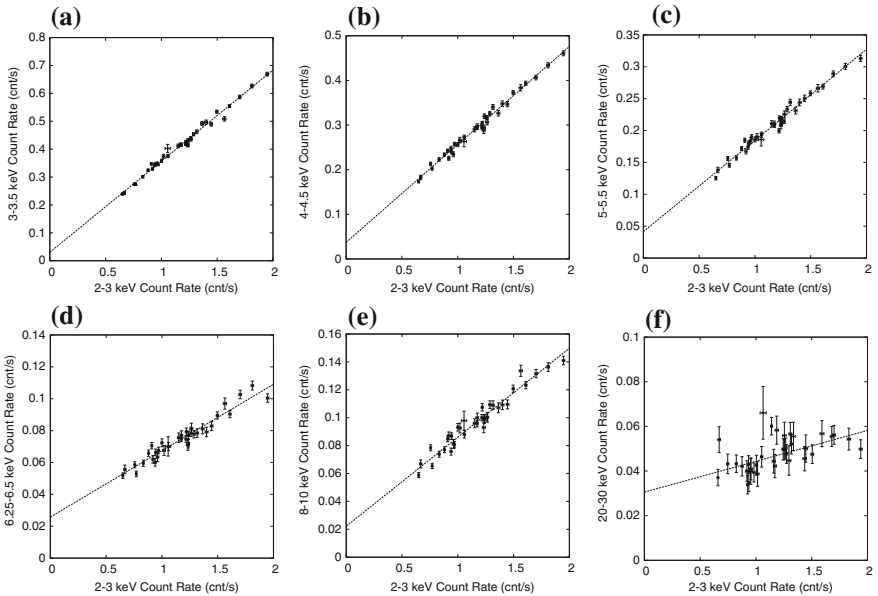 (a)
0.8
0.7
0.6
0.5
0.4
0.3
0.2
0.1
0
3-3.5 keV Count Rate (cnt/s)
0 0.5 1 1.5 2
2-3 keV Count Rate (cnt/s)
(b)
0.5
0.4
0.3
0.2
0.1
0
4-4.5 keV Count Rate (cnt/s)
0 0.5 1 1.5 2
2-3 keV Count Rate (cnt/s)
(c)
0.35
0.3
0.25
0.2
0.15
0.1
0.05
0
5-5.5 keV Count Rate (cnt/s)
0 0.5 1 1.5 2
2-3 keV Count Rate (cnt/s)
(d)
0.14
0.12
0.1
0.08
0.06
0.04
0.02
0
6.25-6.5 keV Count Rate (cnt/s)
0 0.5 1 1.5 2
2-3 keV Count Rate (cnt/s)
(e)
0.16
0.14
0.12
0.1
0.08
0.06
0.04
0.02
0
8-10 keV Count Rate (cnt/s)
0 0.5 1 1.5 2
2-3 keV Count Rate (cnt/s)
(f)
0.1
0.08
0.06
0.04
0.02
0
20-30 keV Count Rate (cnt/s)
0 0.5 1 1.5 2
2-3 keV Count Rate (cnt/s)